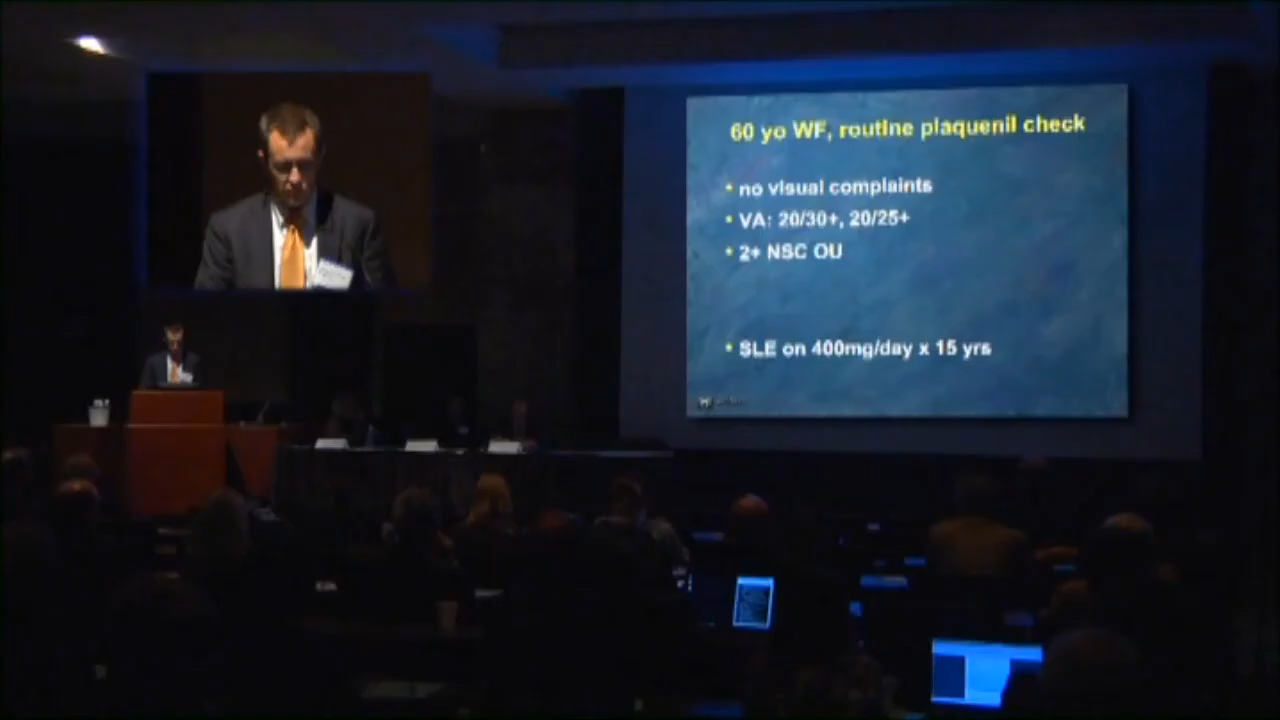 60 yo WF, routine plaquenil check
• no visual complaints
• VA: 20/30+, 20/25+
• 2+ NSC OU
• SLE on 400mg/day x 15 yrs